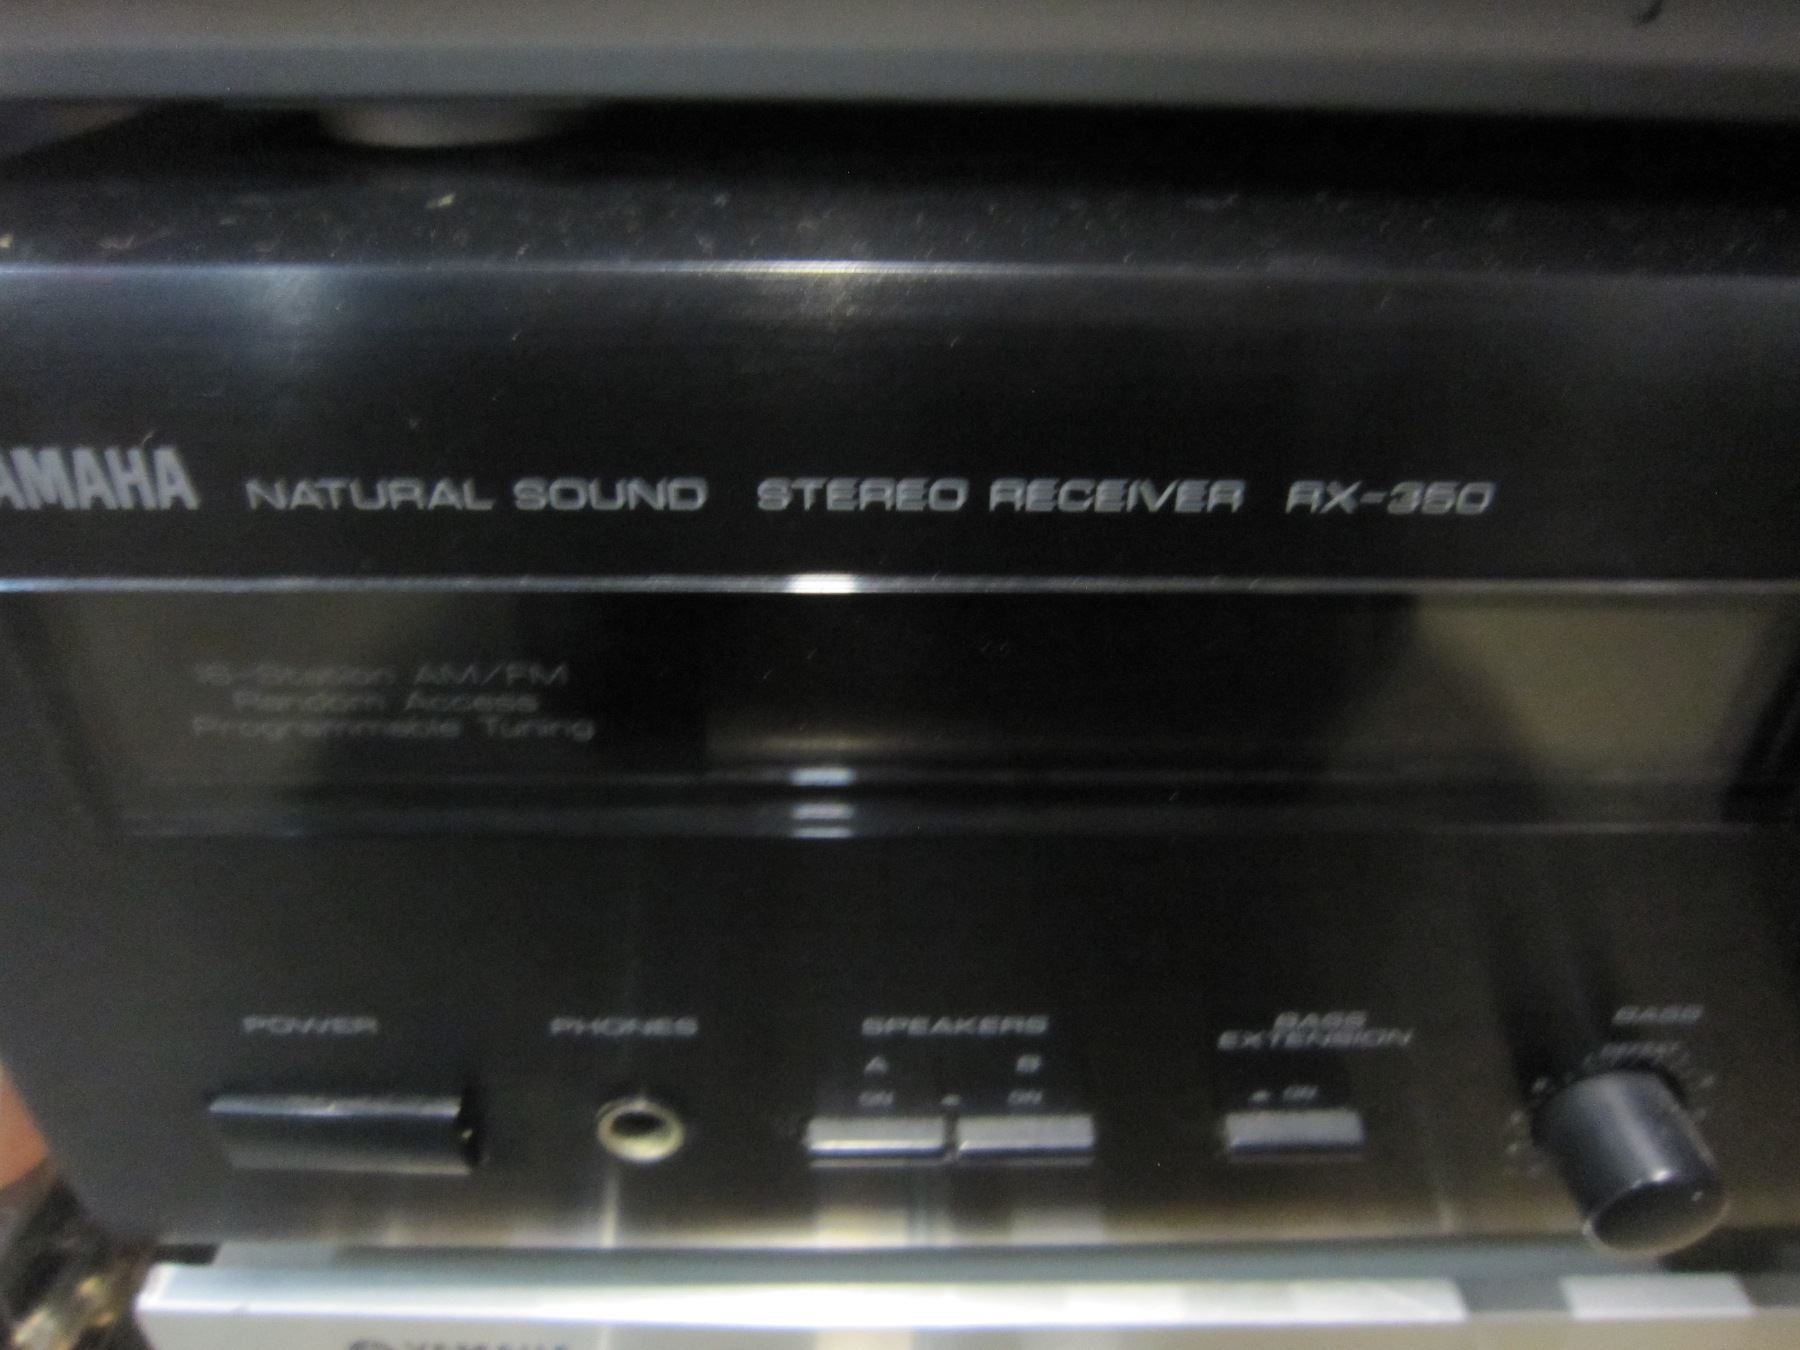 YAMAHA NATURAL SOUND STEREO RECEIVER RX-350
16-Station AM/FM
Random Access
Programmable Tuning
POWER PHONES SPEAKERS BASS EXTENSION BASS
A B
ON ON ON
YAMAHA